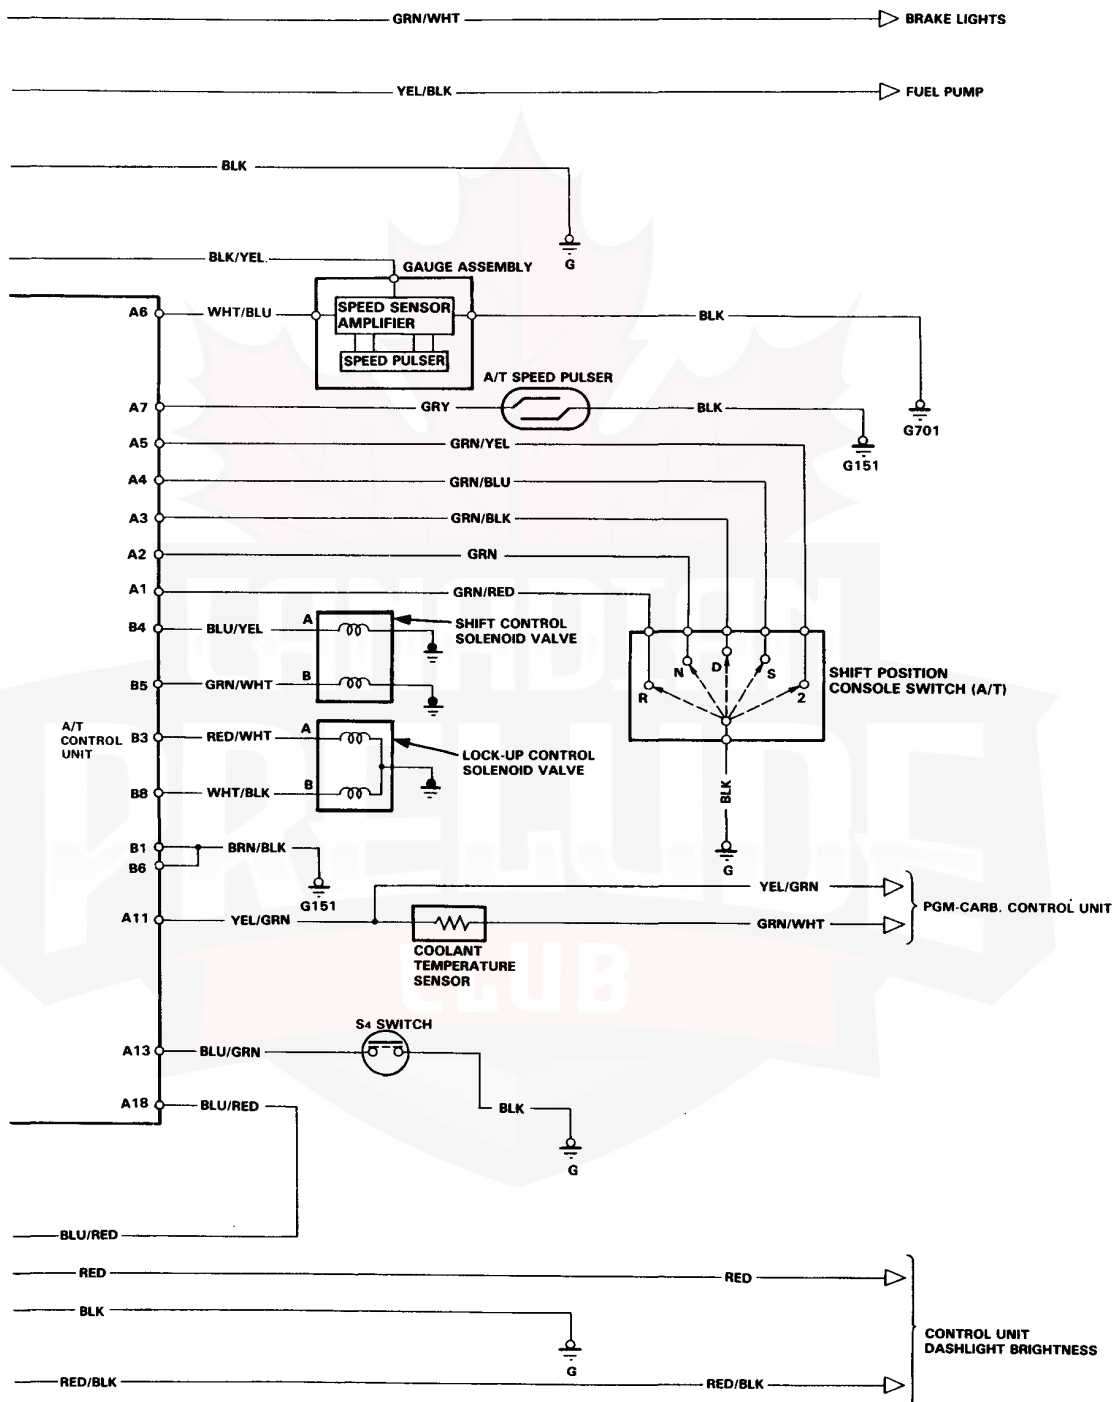 GRN/WHT
BRAKE LIGHTS
YEL/BLK
FUEL PUMP
BLK
G
BLK/YEL
GAUGE ASSEMBLY
A6
WHT/BLU
SPEED SENSOR
AMPLIFIER
SPEED PULSER
BLK
G701
A/T SPEED PULSER
A7
GRY
BLK
G151
A5
GRN/YEL
A4
GRN/BLU
A3
GRN/BLK
A2
GRN
A1
GRN/RED
B4
BLU/YEL
A
SHIFT CONTROL
SOLENOID VALVE
B5
GRN/WHT
B
R
N
D
S
2
SHIFT POSITION
CONSOLE SWITCH (A/T)
BLK
G
A/T
CONTROL
UNIT
B3
RED/WHT
A
LOCK-UP CONTROL
SOLENOID VALVE
B8
WHT/BLK
B
B1
BRN/BLK
B6
G151
YEL/GRN
A11
YEL/GRN
GRN/WHT
PGM-CARB. CONTROL UNIT
COOLANT
TEMPERATURE
SENSOR
S4 SWITCH
A13
BLU/GRN
A18
BLU/RED
BLK
G
BLU/RED
RED
RED
BLK
G
CONTROL UNIT
DASHLIGHT BRIGHTNESS
RED/BLK
RED/BLK
CANADIAN
PRELUDE
CLUB